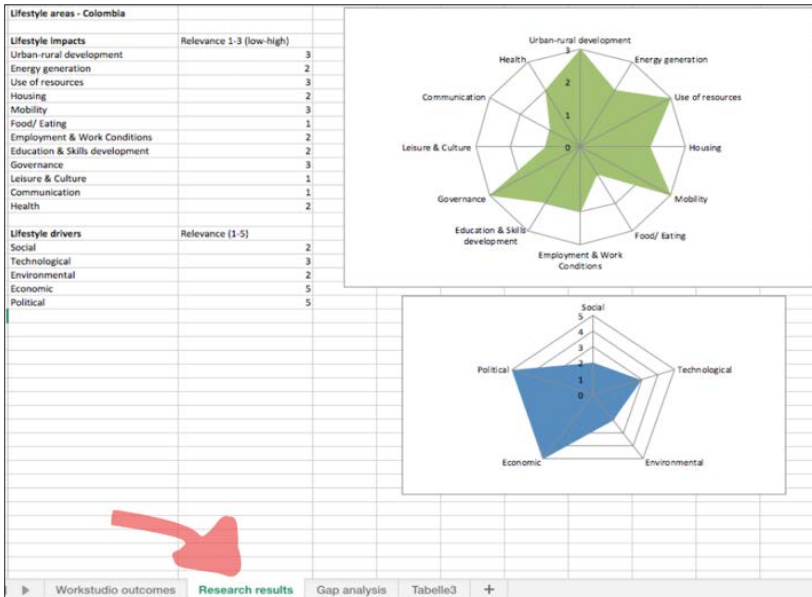 Lifestyle areas - Colombia
Lifestyle impacts Relevance 1-3 (low-high)
Urban-rural development 3
Energy generation 2
Use of resources 3
Housing 2
Mobility 3
Food/ Eating 1
Employment & Work Conditions 2
Education & Skills development 2
Governance 3
Leisure & Culture 1
Communication 1
Health 2
Lifestyle drivers Relevance (1-5)
Social 2
Technological 3
Environmental 2
Economic 5
Political 5
Urban-rural development
3
Health
Energy generation
2
Communication
Use of resources
1
Leisure & Culture
0
Housing
Governance
Mobility
Education & Skills
development
Food/ Eating
Employment & Work
Conditions
Social
5
4
3
Political
2
Technological
1
0
Economic
Environmental
Workstudio outcomes Research results Gap analysis Tabelle3 +